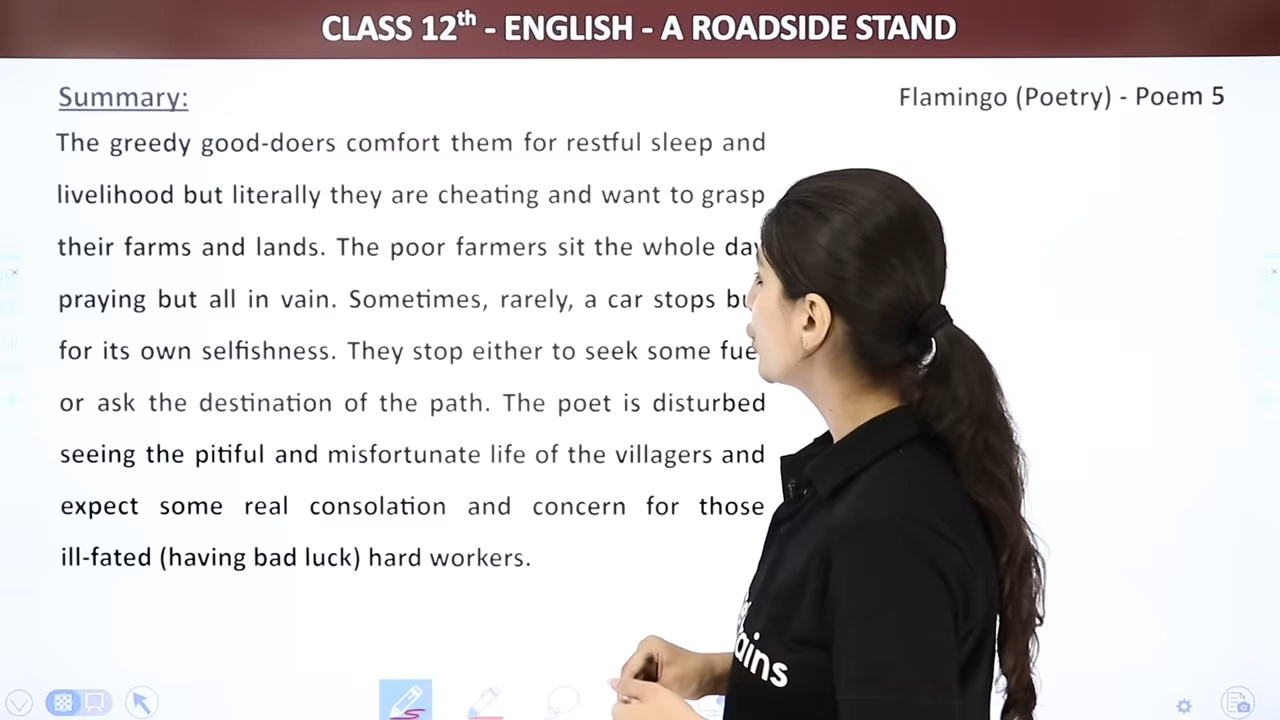 CLASS 12th - ENGLISH - A ROADSIDE STAND
Summary:
Flamingo (Poetry) - Poem 5
The greedy good-doers comfort them for restful sleep and
livelihood but literally they are cheating and want to grasp
their farms and lands. The poor farmers sit the whole
praying but all in vain. Sometimes, rarely, a car stops
for its own selfishness. They stop either to seek some
or ask the destination of the path. The poet is disturbed
seeing the pitiful and misfortunate life of the villagers and
expect some real consolation and concern for those
ill-fated (having bad luck) hard workers.